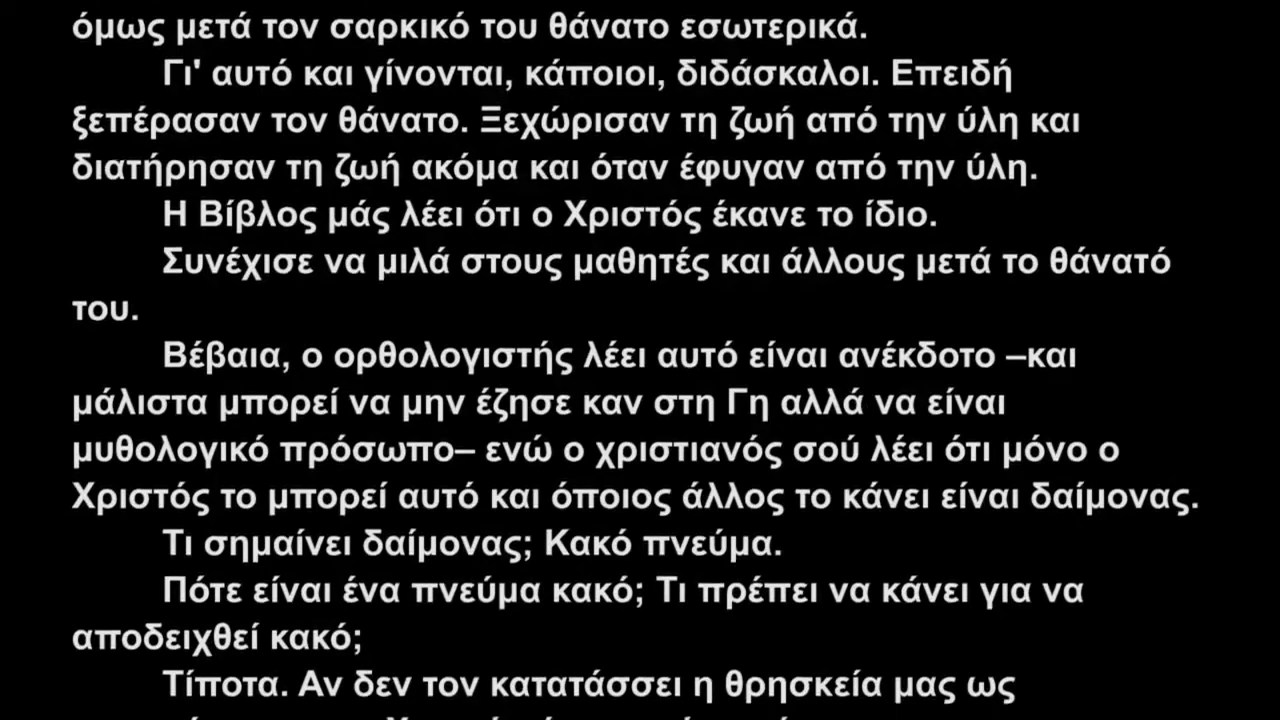 όμως μετά τον σαρκικό του θάνατο εσωτερικά.
Γι' αυτό και γίνονται, κάποιοι, διδάσκαλοι. Επειδή
ξεπέρασαν τον θάνατο. Ξεχώρισαν τη ζωή από την ύλη και
διατήρησαν τη ζωή ακόμα και όταν έφυγαν από την ύλη.
Η Βίβλος μάς λέει ότι ο Χριστός έκανε το ίδιο.
Συνέχισε να μιλά στους μαθητές και άλλους μετά το θάνατό
του.
Βέβαια, ο ορθολογιστής λέει αυτό είναι ανέκδοτο –και
μάλιστα μπορεί να μην έζησε καν στη Γη αλλά να είναι
μυθολογικό πρόσωπο– ενώ ο χριστιανός σού λέει ότι μόνο ο
Χριστός το μπορεί αυτό και όποιος άλλος το κάνει είναι δαίμονας.
Τι σημαίνει δαίμονας; Κακό πνεύμα.
Πότε είναι ένα πνεύμα κακό; Τι πρέπει να κάνει για να
αποδειχθεί κακό;
Τίποτα. Αν δεν τον κατατάσσει η θρησκεία μας ως